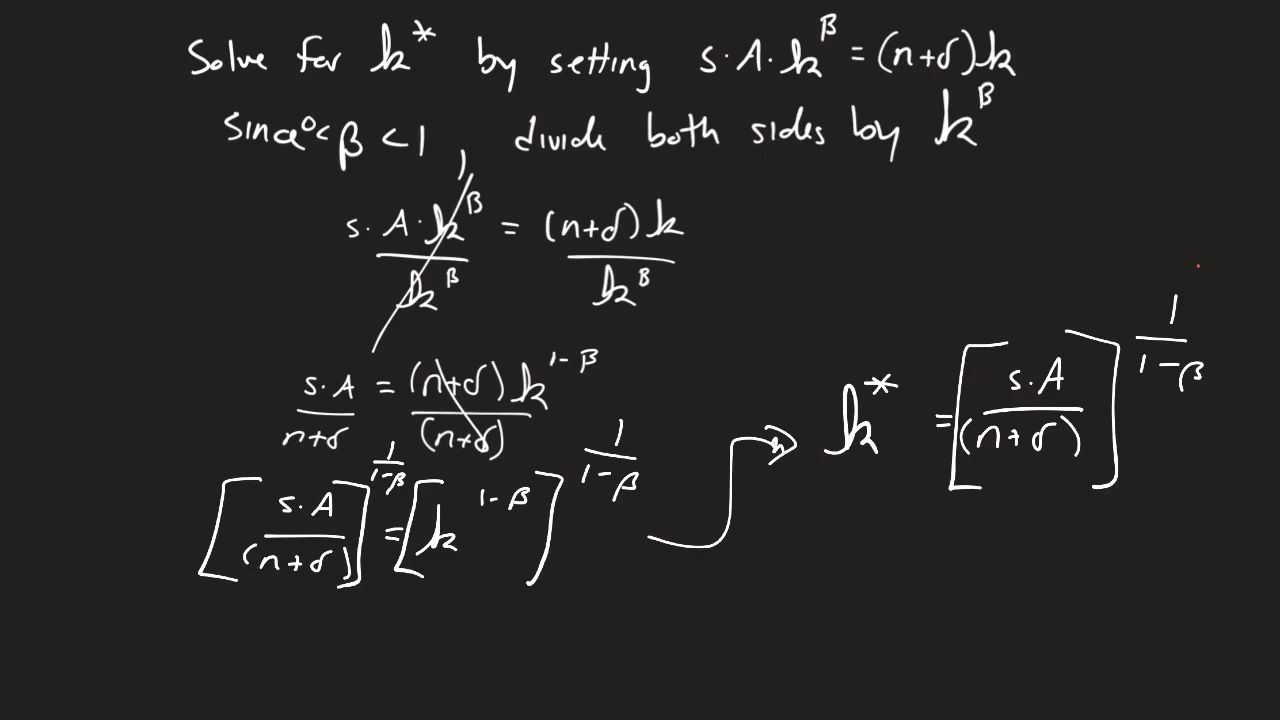 Solve for k* by setting s·A·k^β = (n+δ)k
Since 0 < β < 1, divide both sides by k^β
s·A·k^β / k^β = (n+δ)k / k^β
s·A / n+δ = (n+δ)k^(1-β) / (n+δ)
[s·A / (n+δ)]^(1/(1-β)) = [k^(1-β)]^(1/(1-β))
k* = [s·A / (n+δ)]^(1/(1-β))